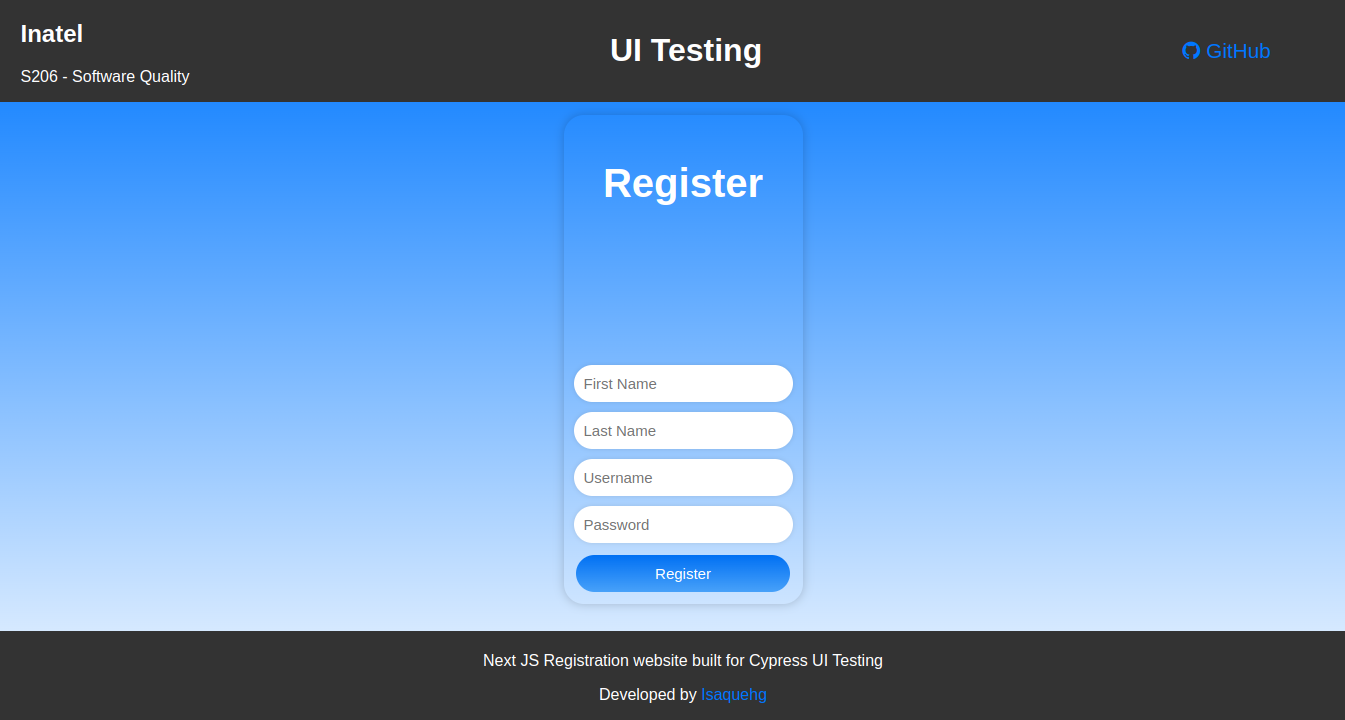 Inatel
S206 - Software Quality
UI Testing
GitHub
Register
First Name
Last Name
Username
Password
Register
Next JS Registration website built for Cypress UI Testing
Developed by Isaquehg